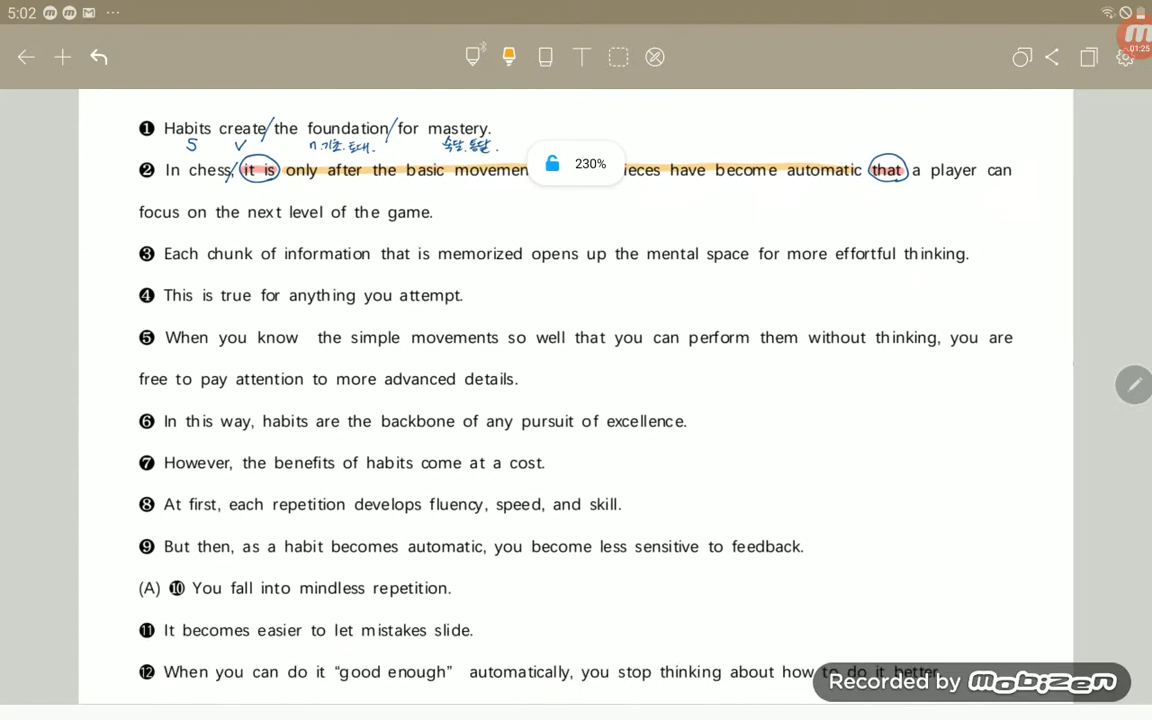 5:02
01:25
❶ Habits create the foundation for mastery.
S V n.기초.토대. 숙달.통달.
❷ In chess, it is only after the basic ieces have become automatic that a player can
230%
focus on the next level of the game.
❸ Each chunk of information that is memorized opens up the mental space for more effortful thinking.
❹ This is true for anything you attempt.
❺ When you know the simple movements so well that you can perform them without thinking, you are
free to pay attention to more advanced details.
❻ In this way, habits are the backbone of any pursuit of excellence.
❼ However, the benefits of habits come at a cost.
❽ At first, each repetition develops fluency, speed, and skill.
❾ But then, as a habit becomes automatic, you become less sensitive to feedback.
(A) ❿ You fall into mindless repetition.
⓫ It becomes easier to let mistakes slide.
⓬ When you can do it “good enough” automatically, you stop thinking about how to do it better.
Recorded by mobizen